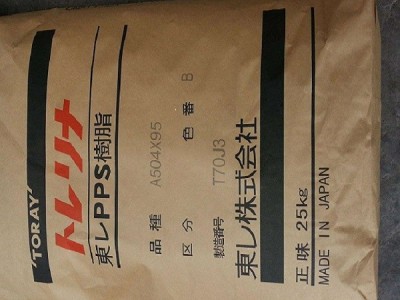 'TORAY'
トレリナ
東レPPS樹脂
品種 A504X95
区分 色番 B
製造番号 T70J3
東レ株式会社
正味 25kg
MADE IN JAPAN